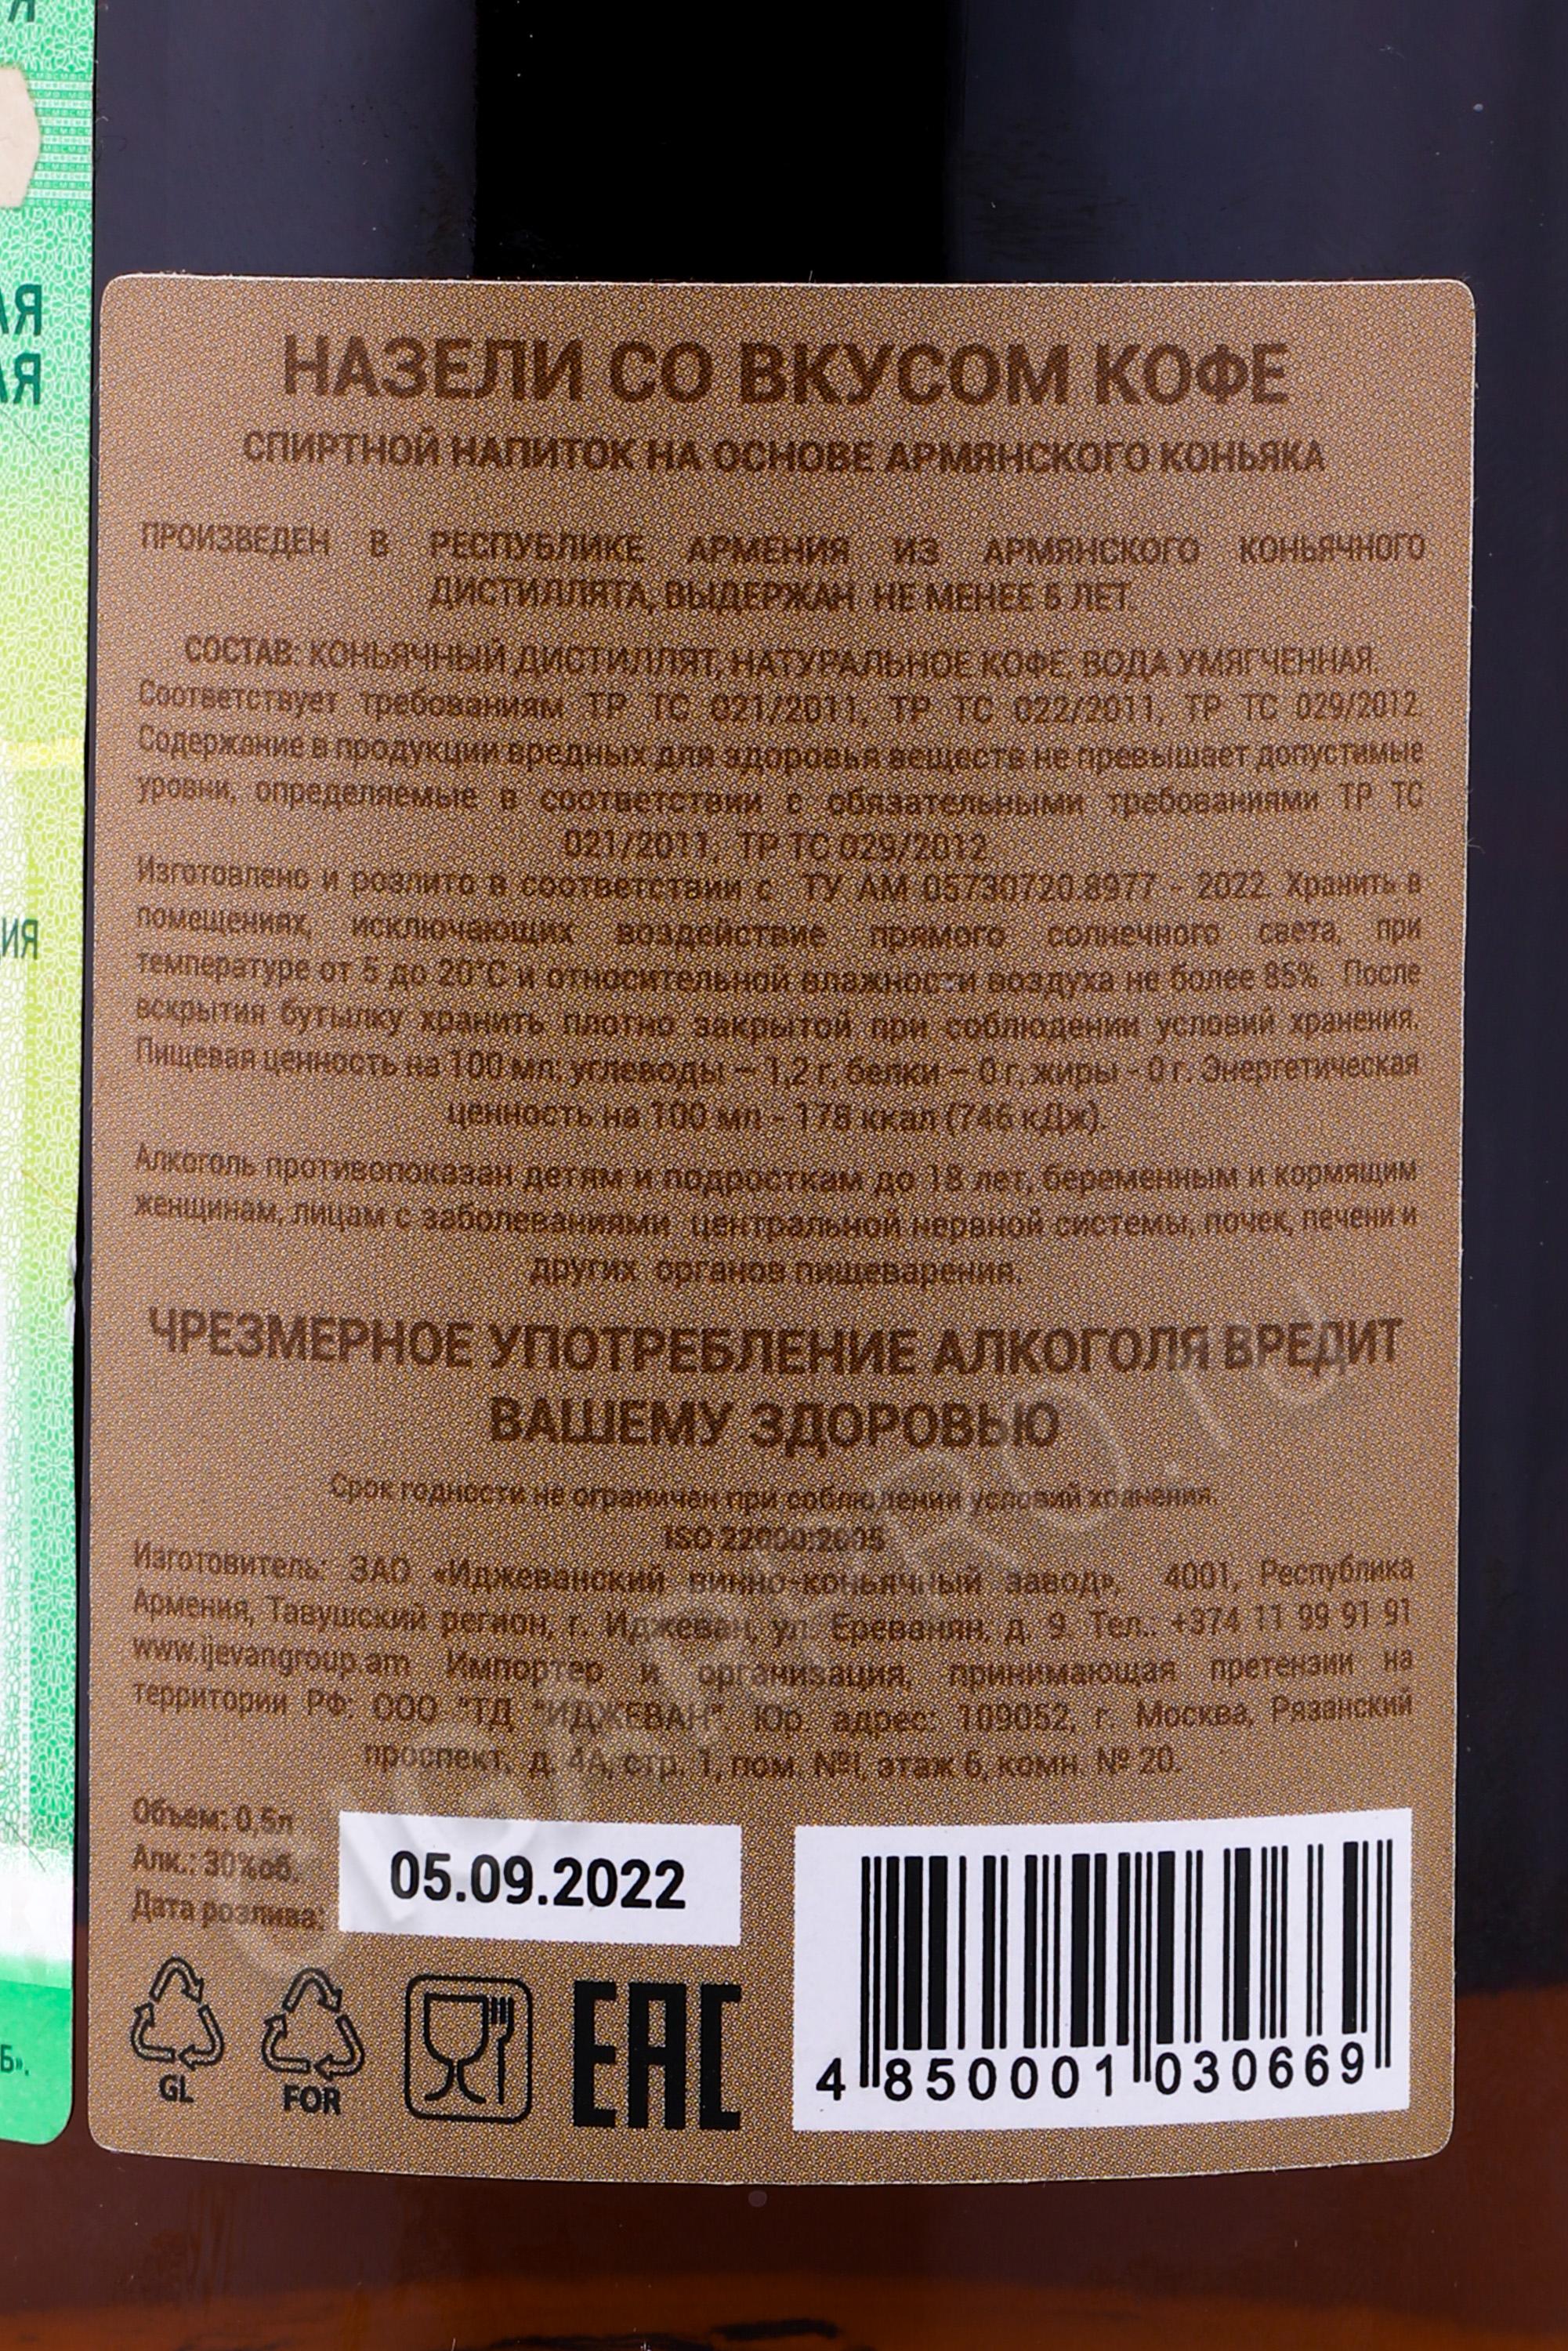 НАЗЕЛИ СО ВКУСОМ КОФЕ
СПИРТНОЙ НАПИТОК НА ОСНОВЕ АРМЯНСКОГО КОНЬЯКА
ПРОИЗВЕДЕН В РЕСПУБЛИКЕ АРМЕНИЯ ИЗ АРМЯНСКОГО КОНЬЯЧНОГО
ДИСТИЛЛЯТА, ВЫДЕРЖАН НЕ МЕНЕЕ 5 ЛЕТ.
СОСТАВ: КОНЬЯЧНЫЙ ДИСТИЛЛЯТ, НАТУРАЛЬНОЕ КОФЕ, ВОДА УМЯГЧЕННАЯ.
Соответствует требованиям ТР ТС 021/2011, ТР ТС 022/2011, ТР ТС 029/2012.
Содержание в продукции вредных для здоровья веществ не превышает допустимые
уровни, определяемые в соответствии с обязательными требованиями ТР ТС
021/2011, ТР ТС 029/2012
Изготовлено и розлито в соответствии с ТУ АМ 05730720.8977 - 2022. Хранить в
помещениях, исключающих воздействие прямого солнечного света, при
температуре от 5 до 20°С и относительной влажности воздуха не более 85%. После
вскрытия бутылку хранить плотно закрытой при соблюдении условий хранения.
Пищевая ценность на 100 мл: углеводы – 1,2 г, белки – 0 г, жиры - 0 г. Энергетическая
ценность на 100 мл - 178 ккал (746 кДж).
Алкоголь противопоказан детям и подросткам до 18 лет, беременным и кормящим
женщинам, лицам с заболеваниями центральной нервной системы, почек, печени и
других органов пищеварения.
ЧРЕЗМЕРНОЕ УПОТРЕБЛЕНИЕ АЛКОГОЛЯ ВРЕДИТ
ВАШЕМУ ЗДОРОВЬЮ
Срок годности не ограничен при соблюдении условий хранения.
ISO 22000:2005
Изготовитель: ЗАО «Иджеванский винно-коньячный завод», 4001, Республика
Армения, Тавушский регион, г. Иджеван, ул. Ереванян, д. 9. Тел.: +374 11 99 91 91
www.ijevangroup.am Импортер и организация, принимающая претензии на
территории РФ: ООО "ТД "ИДЖЕВАН". Юр. адрес: 109052, г. Москва, Рязанский
проспект, д. 4А, стр. 1, пом. №I, этаж 6, комн. № 20.
Объем: 0,5л
Алк.: 30%об.
Дата розлива:
05.09.2022
GL
FOR
EAC
4 850001 030669